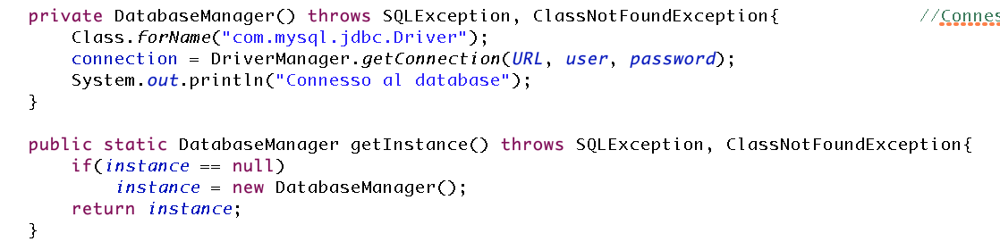 private DatabaseManager() throws SQLException, ClassNotFoundException{ //Connes
Class.forName("com.mysql.jdbc.Driver");
connection = DriverManager.getConnection(URL, user, password);
System.out.println("Connesso al database");
}
public static DatabaseManager getInstance() throws SQLException, ClassNotFoundException{
if(instance == null)
instance = new DatabaseManager();
return instance;
}